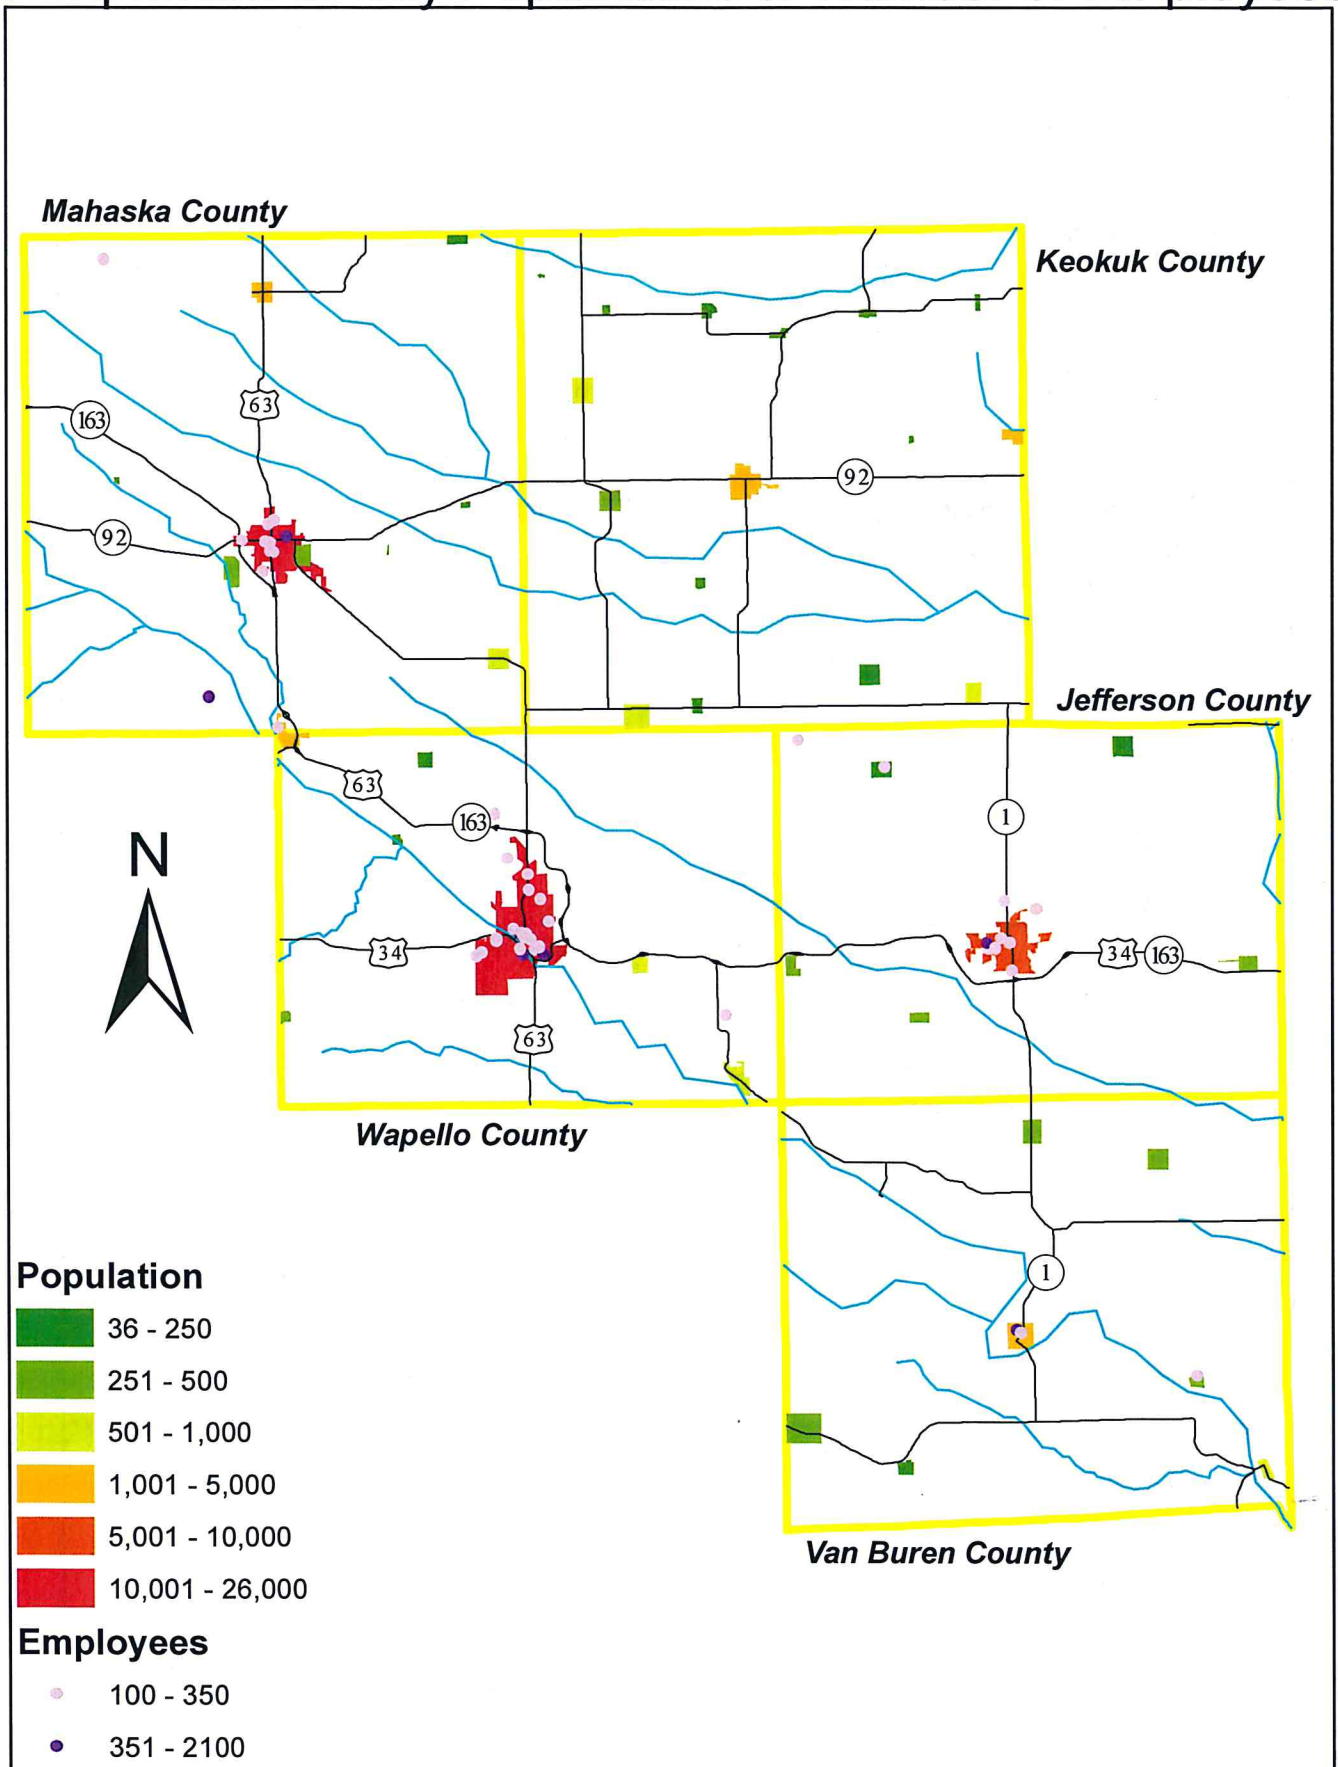 Mahaska County
Keokuk County
63
163
92
92
Jefferson County
63
163
1
N
34
34
163
63
Wapello County
1
Population
36 - 250
251 - 500
501 - 1,000
1,001 - 5,000
5,001 - 10,000
10,001 - 26,000
Van Buren County
Employees
100 - 350
351 - 2100